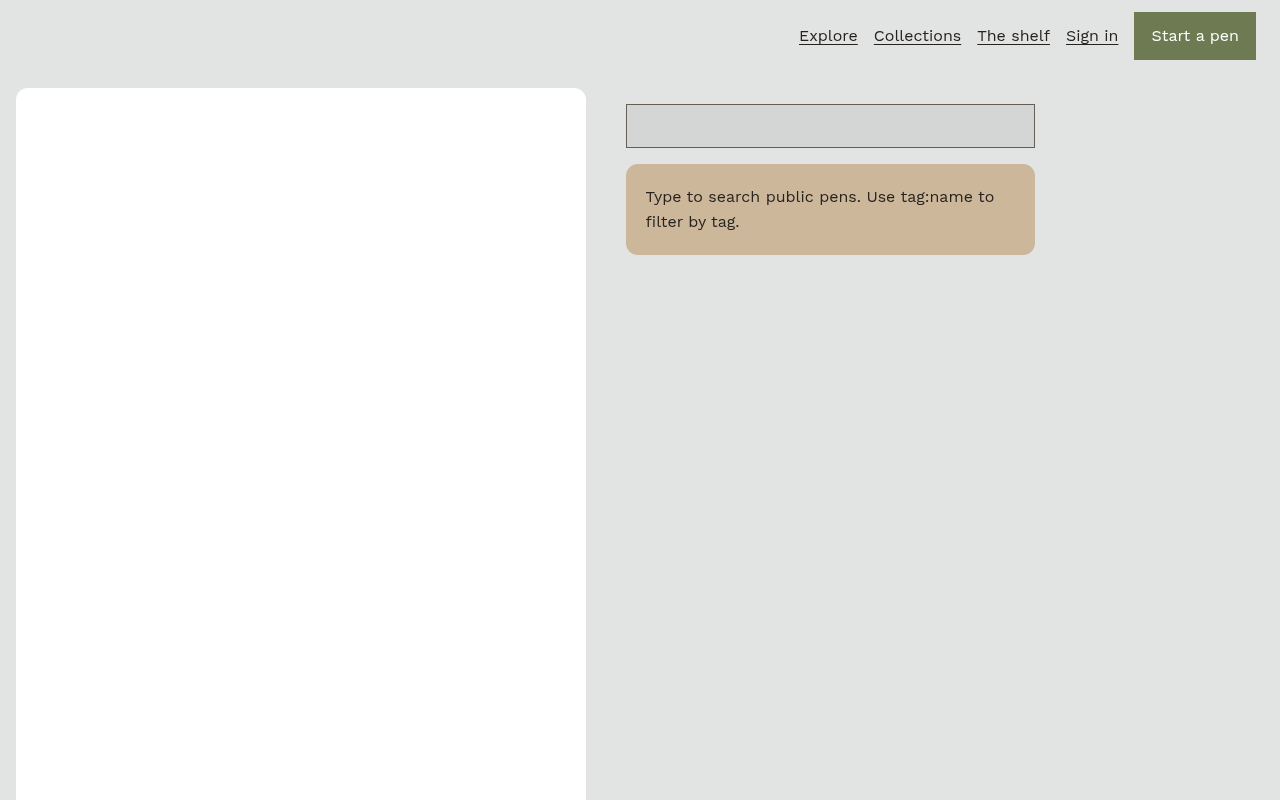 Explore Collections The shelf Sign in Start a pen
Type to search public pens. Use tag:name to
filter by tag.